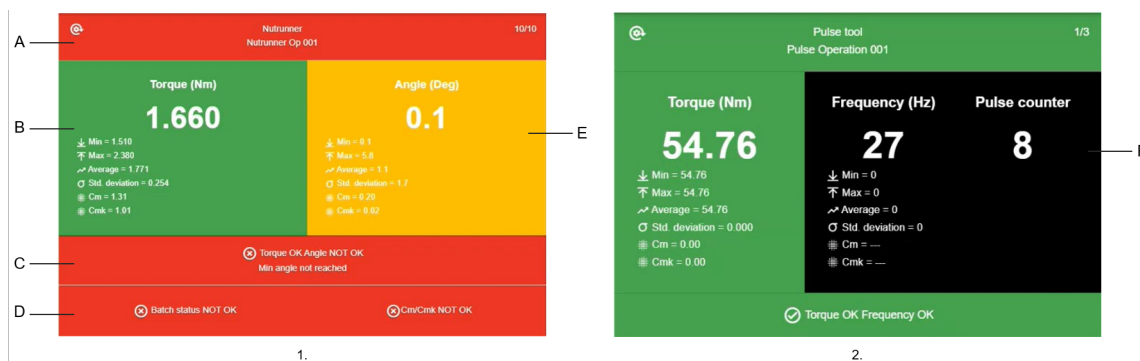 Nutrunner
10/10
Nutrunner Op 001
A
Torque (Nm)
Angle (Deg)
1.660
0.1
B
E
Min = 1.510
Max = 2.380
Average = 1.771
Std. deviation = 0.254
Cm = 1.31
Cmk = 1.01
Min = 0.1
Max = 5.8
Average = 1.1
Std. deviation = 1.7
Cm = 0.20
Cmk = 0.02
C
Torque OK Angle NOT OK
Min angle not reached
D
Batch status NOT OK
Cm/Cmk NOT OK
1.
Pulse tool
1/3
Pulse Operation 001
Torque (Nm)
Frequency (Hz)
Pulse counter
54.76
27
8
Min = 54.76
Max = 54.76
Average = 54.76
Std. deviation = 0.000
Cm = 0.00
Cmk = 0.00
Min = 0
Max = 0
Average = 0
Std. deviation = 0
Cm = ---
Cmk = ---
Torque OK Frequency OK
2.